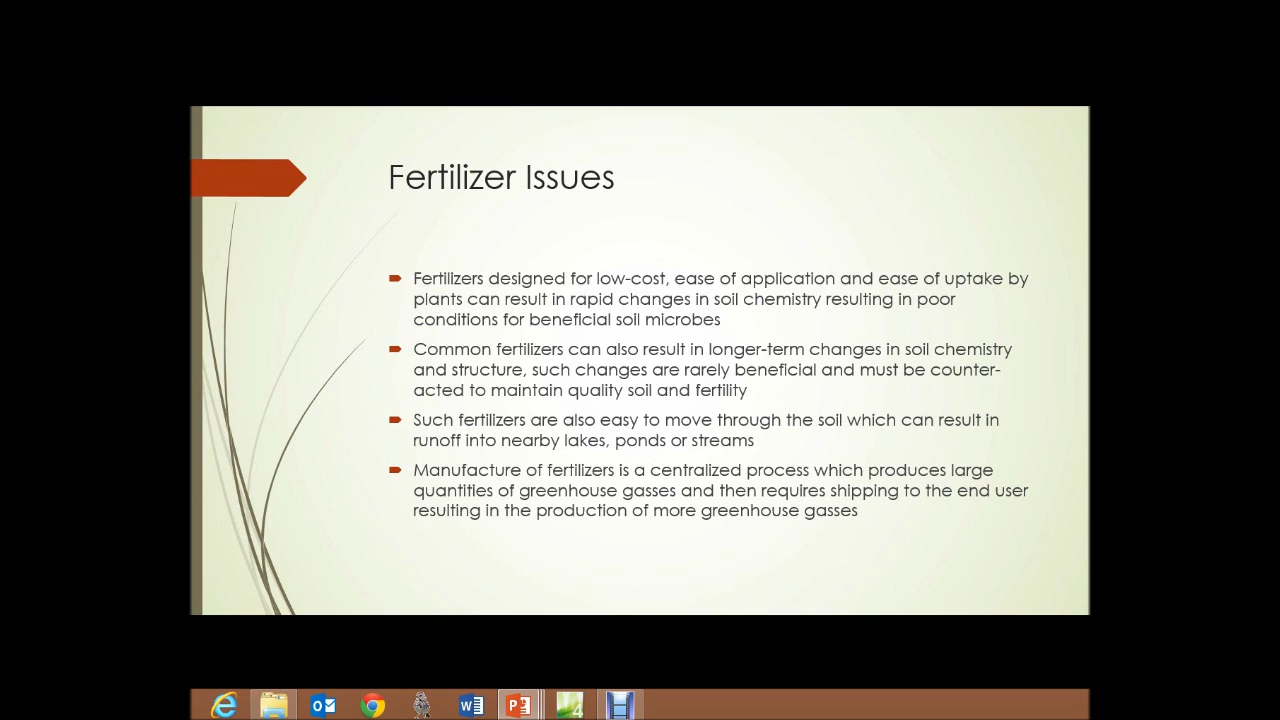 Fertilizer Issues
Fertilizers designed for low-cost, ease of application and ease of uptake by
plants can result in rapid changes in soil chemistry resulting in poor
conditions for beneficial soil microbes
Common fertilizers can also result in longer-term changes in soil chemistry
and structure, such changes are rarely beneficial and must be counter-
acted to maintain quality soil and fertility
Such fertilizers are also easy to move through the soil which can result in
runoff into nearby lakes, ponds or streams
Manufacture of fertilizers is a centralized process which produces large
quantities of greenhouse gasses and then requires shipping to the end user
resulting in the production of more greenhouse gasses